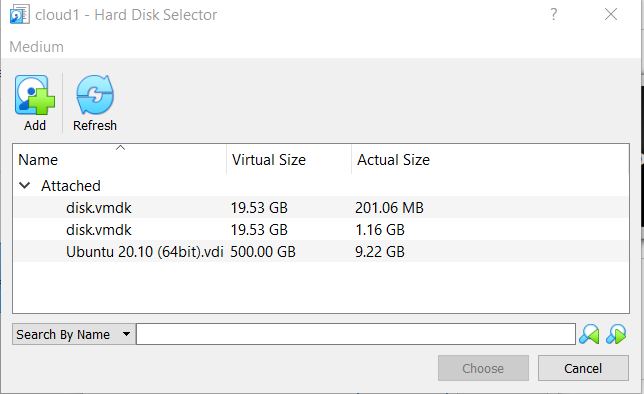 cloud1 - Hard Disk Selector ?
Medium
Add Refresh
Name Virtual Size Actual Size
Attached
disk.vmdk 19.53 GB 201.06 MB
disk.vmdk 19.53 GB 1.16 GB
Ubuntu 20.10 (64bit).vdi 500.00 GB 9.22 GB
Search By Name
Choose Cancel